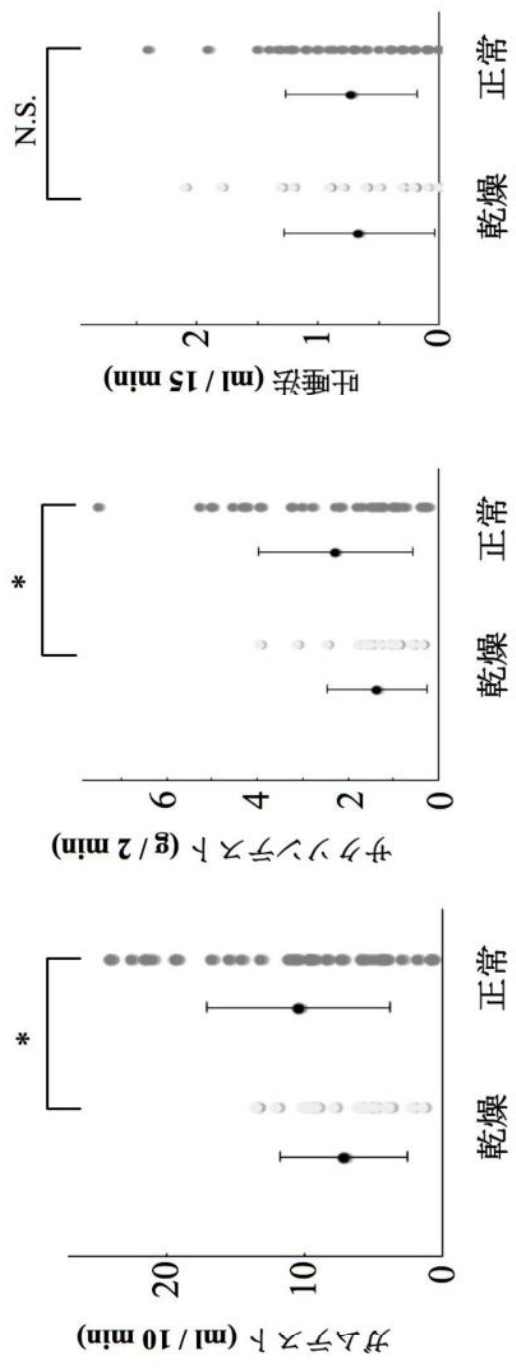 ガムテスト (ml / 10 min)
20
10
0
*
乾燥
正常
サクソンテスト (g / 2 min)
6
4
2
0
*
乾燥
正常
吐唾法 (ml / 15 min)
2
1
0
N.S.
乾燥
正常